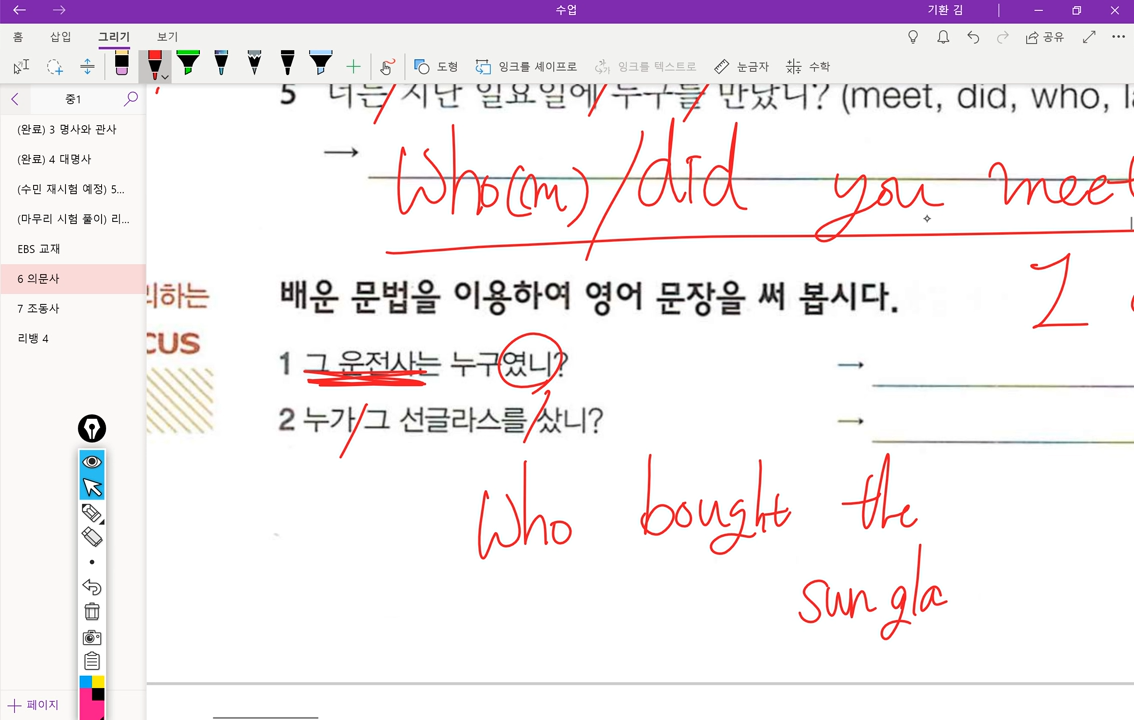 수업
기환 김
홈 삽입 그리기 보기
공유
도형 잉크를 셰이프로 잉크를 텍스트로 눈금자 수학
중1
(완료) 3 명사와 관사
(완료) 4 대명사
(수민 재시험 예정) 5...
(마무리 시험 풀이) 리...
EBS 교재
6 의문사
7 조동사
리뱅 4
페이지
5 너는 지난 일요일에 누구를 만났니? (meet, did, who,
→ Who(m) / did you meet
리하는
CUS
배운 문법을 이용하여 영어 문장을 써 봅시다.
1 그 운전사는 누구였니? →
2 누가 그 선글라스를 샀니? →
Who bought the
sungla